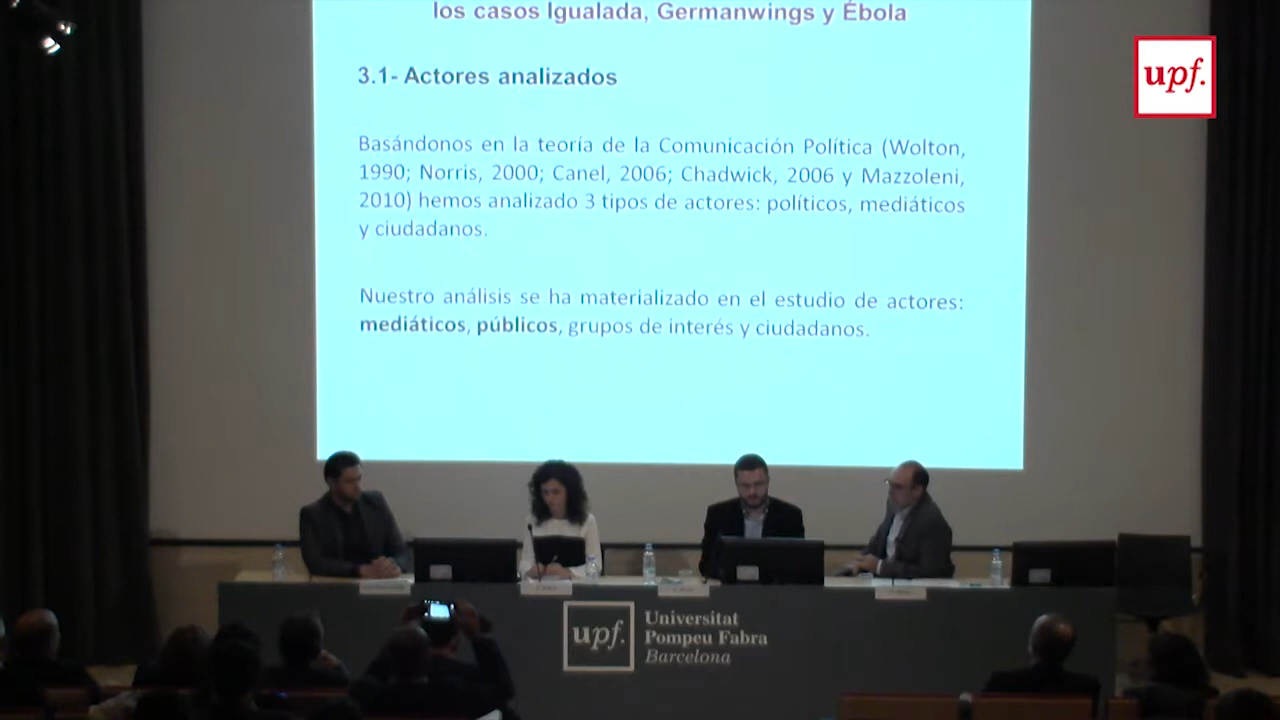 los casos Igualada, Germanwings y Ébola
upf.
3.1- Actores analizados
Basándonos en la teoría de la Comunicación Política (Wolton,
1990; Norris, 2000; Canel, 2006; Chadwick, 2006 y Mazzoleni,
2010) hemos analizado 3 tipos de actores: políticos, mediáticos
y ciudadanos.
Nuestro análisis se ha materializado en el estudio de actores:
mediáticos, públicos, grupos de interés y ciudadanos.
upf.
Universitat
Pompeu Fabra
Barcelona